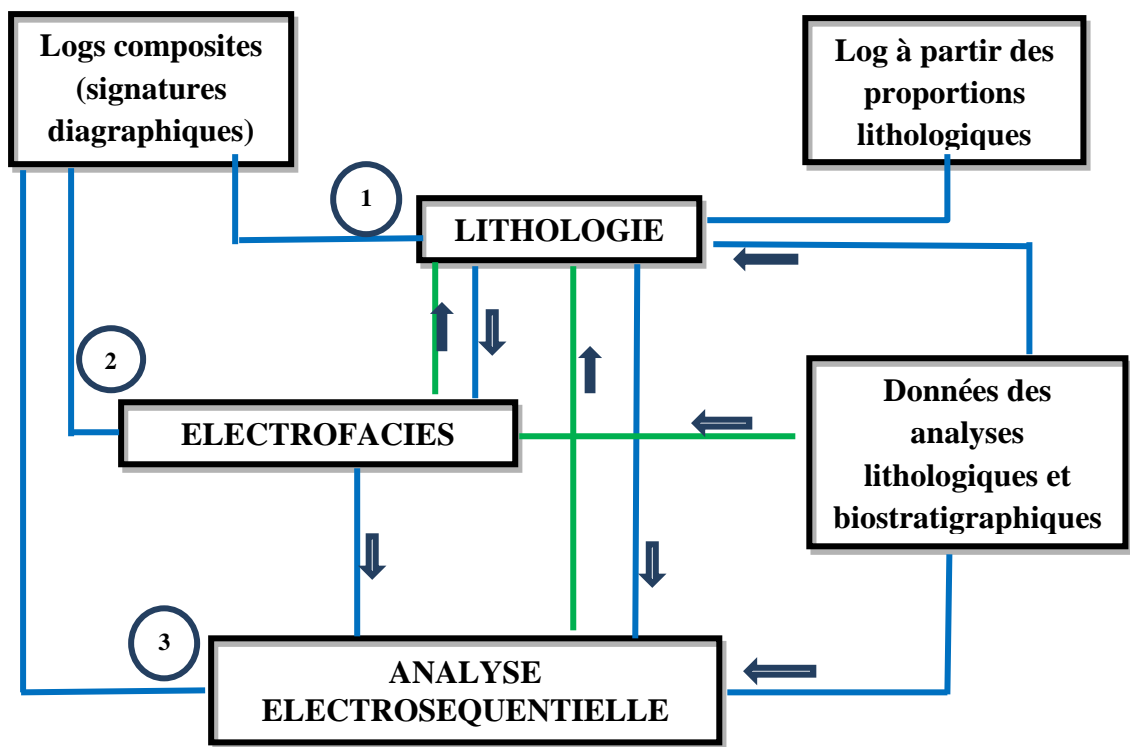 Logs composites
(signatures
diagraphiques)
Log à partir des
proportions
lithologiques
1
LITHOLOGIE
2
ELECTROFACIES
Données des
analyses
lithologiques et
biostratigraphiques
3
ANALYSE
ELECTROSEQUENTIELLE